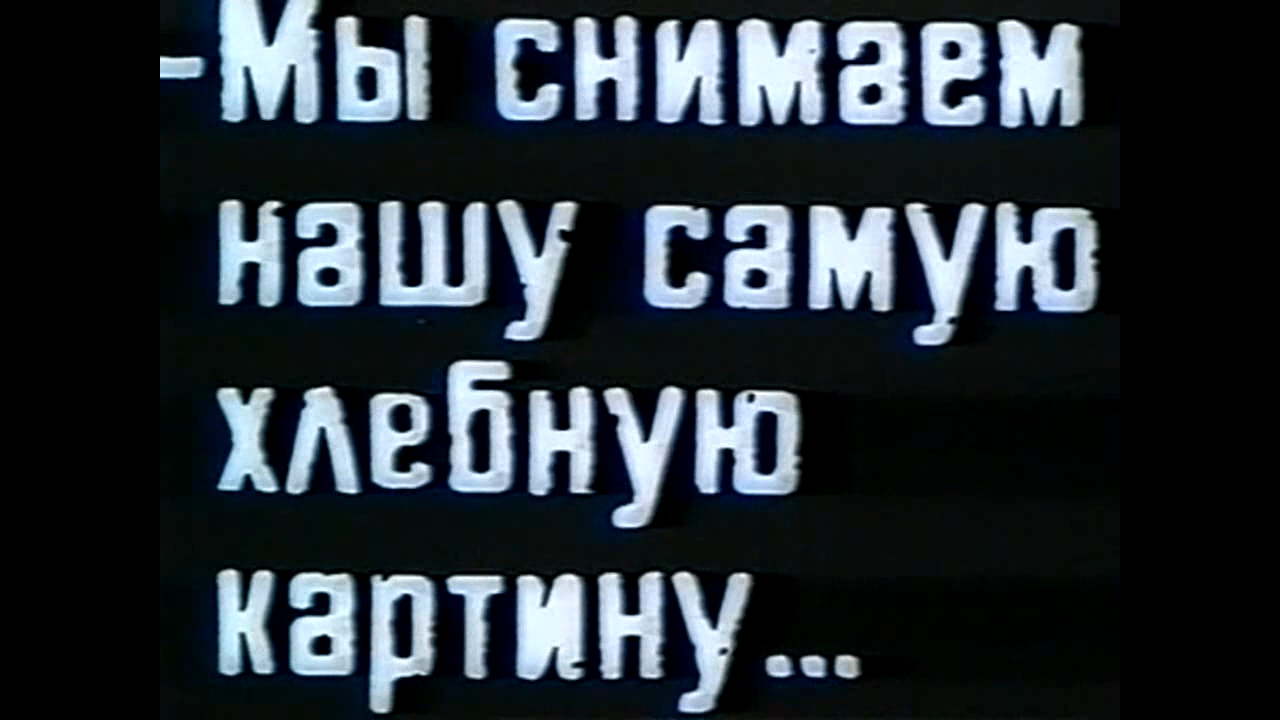 -Мы снимаем
нашу самую
хлебную
картину...